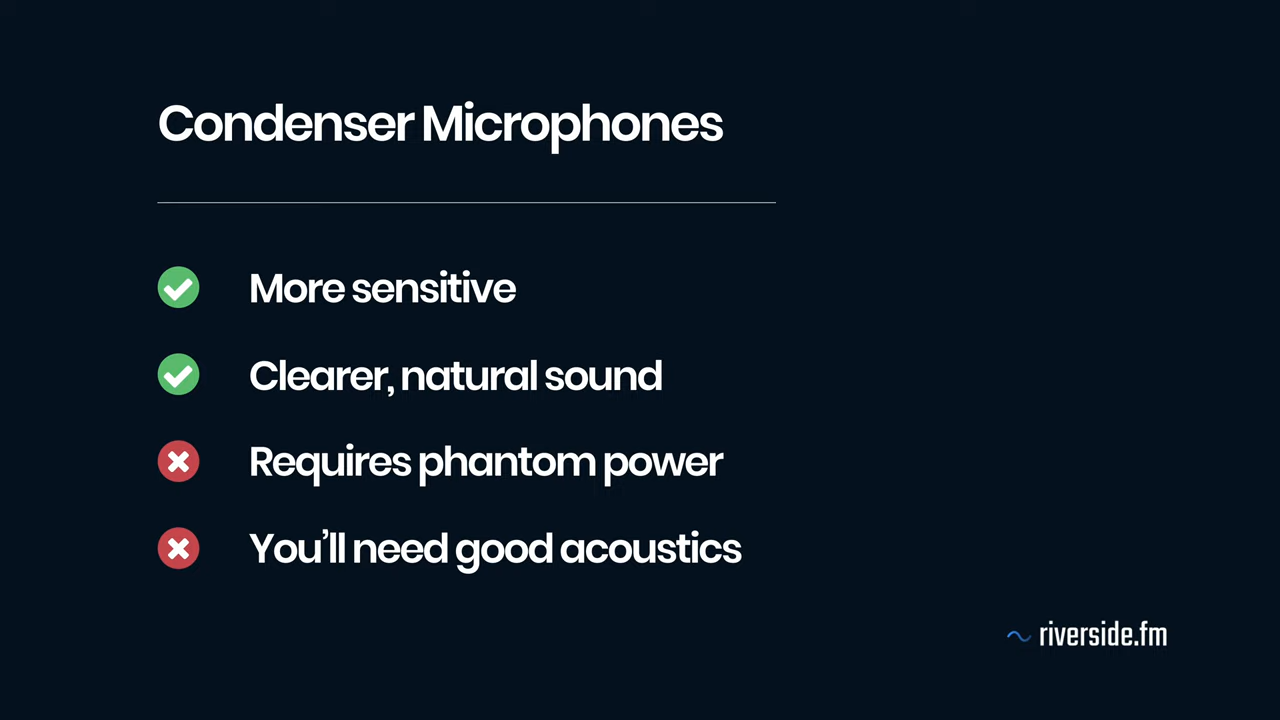 Condenser Microphones
More sensitive
Clearer, natural sound
Requires phantom power
You’ll need good acoustics
riverside.fm